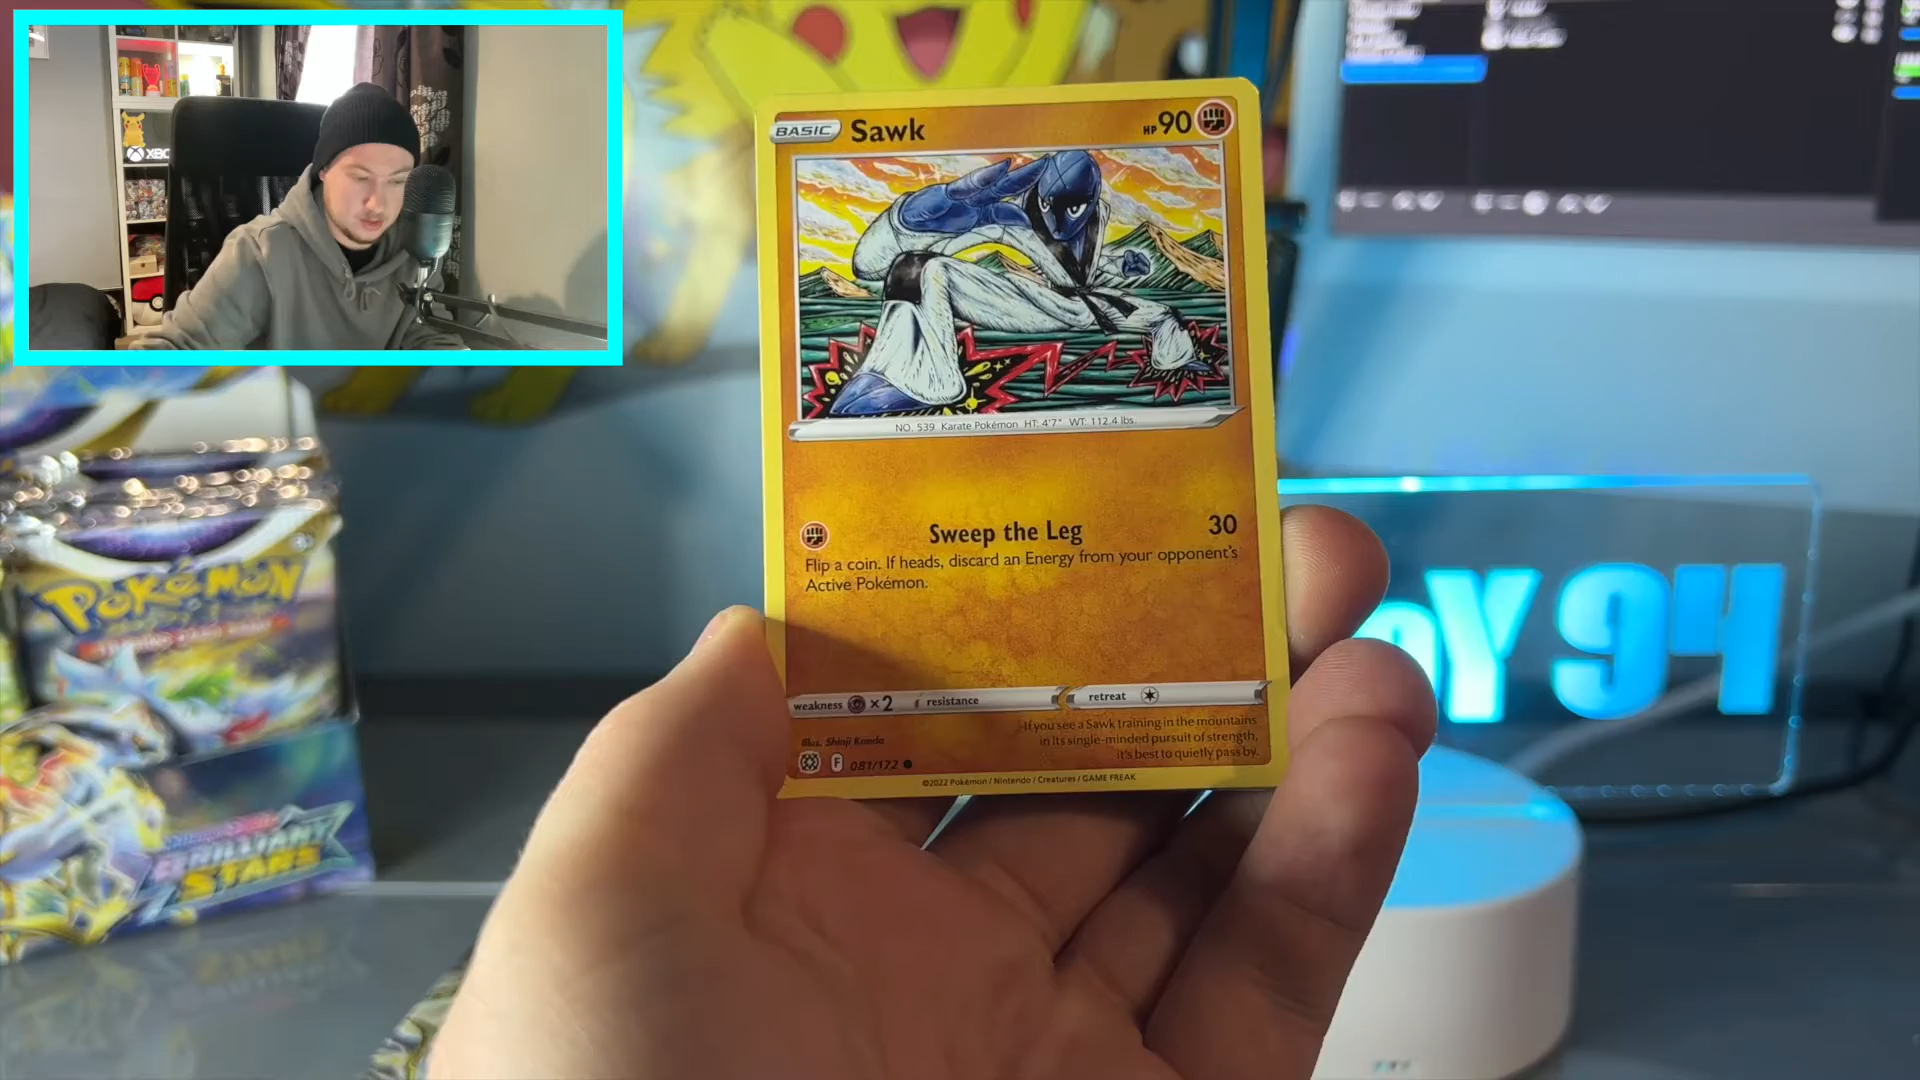 XBO
BASIC Sawk HP 90
NO. 539 Karate Pokémon HT: 4'7" WT: 112.4 lbs.
Sweep the Leg 30
Flip a coin. If heads, discard an Energy from your opponent's
Active Pokémon.
weakness ×2 resistance retreat
If you see a Sawk training in the mountains
in its single-minded pursuit of strength,
it's best to quietly pass by.
Illus. Shinji Kanda
F 081/172
©2022 Pokémon / Nintendo / Creatures / GAME FREAK
POKÉMON
BRILLIANT
STARS
Y 94